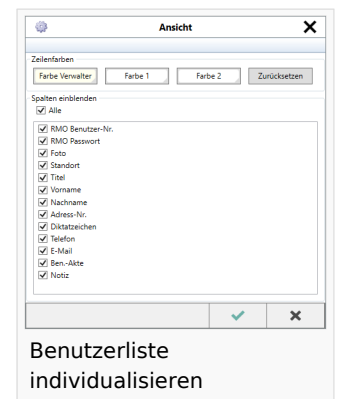 Ansicht
Zeilenfarben
Farbe Verwalter Farbe 1 Farbe 2 Zurücksetzen
Spalten einblenden
Alle
RMO Benutzer-Nr.
RMO Passwort
Foto
Standort
Titel
Vorname
Nachname
Adress-Nr.
Diktatzeichen
Telefon
E-Mail
Ben.-Akte
Notiz
Benutzerliste
individualisieren